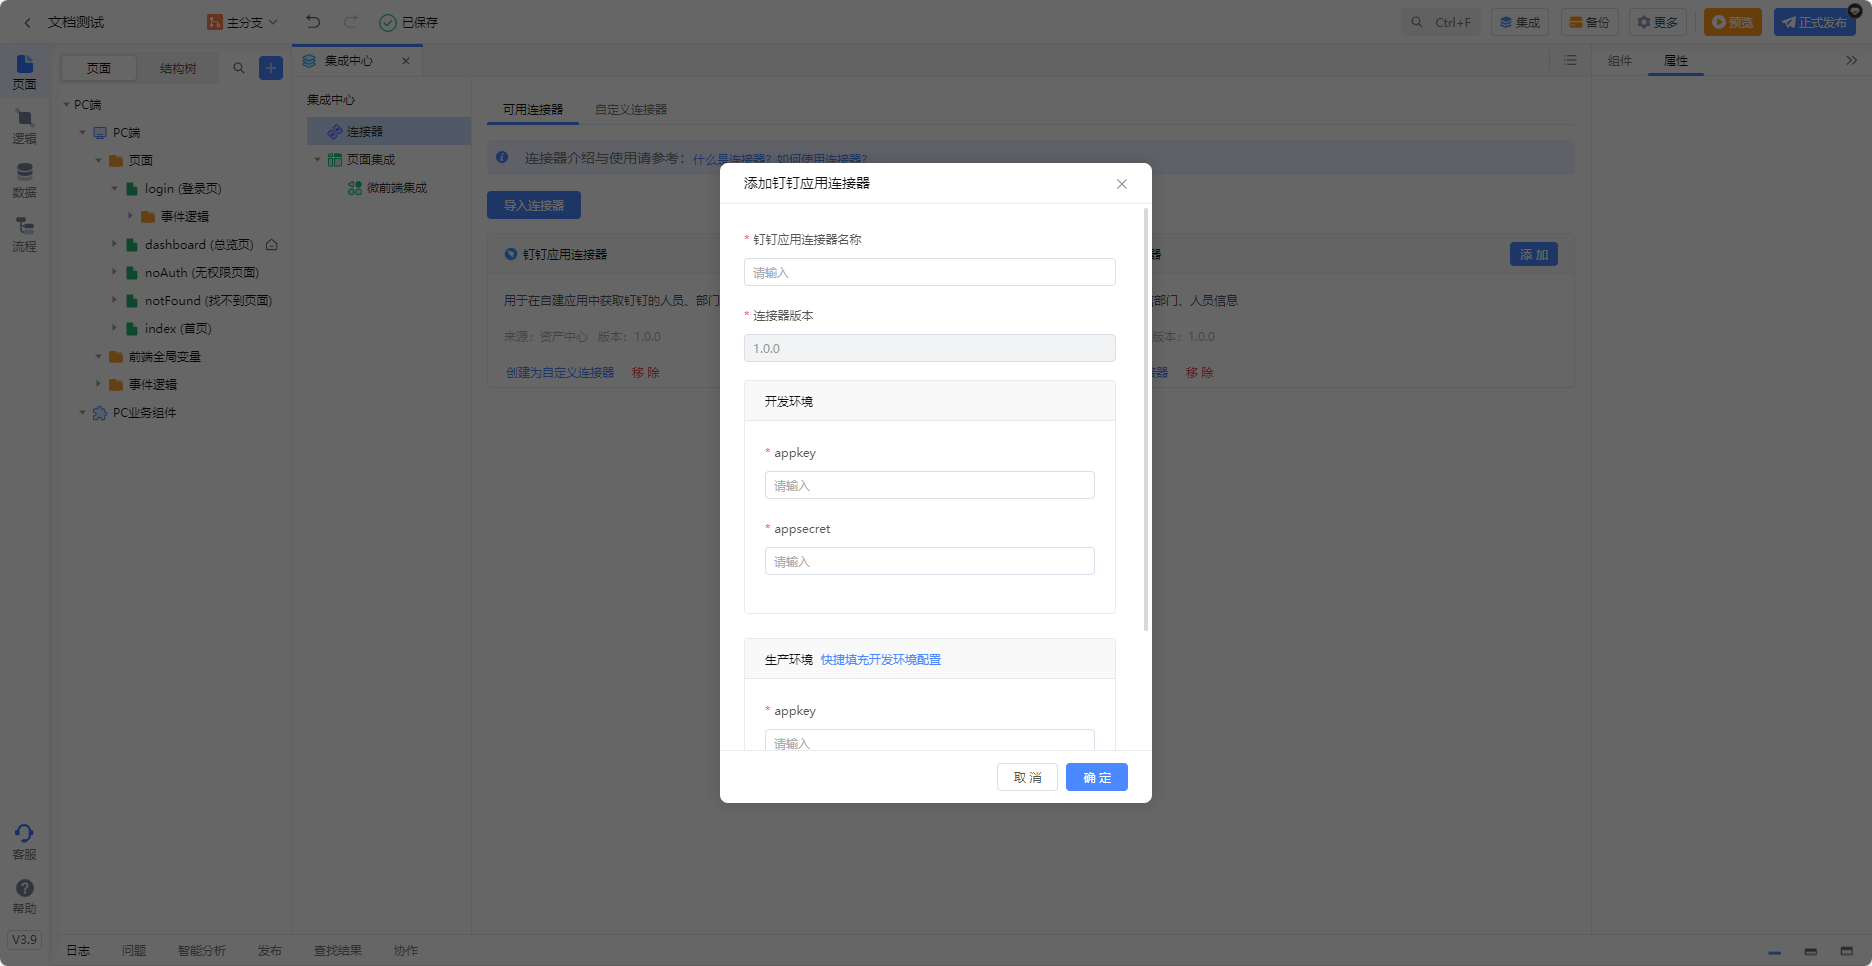 文档测试
主分支
已保存
Ctrl+F
集成
备份
更多
预览
正式发布
页面
逻辑
数据
流程
客服
帮助
V3.9
页面
结构树
PC端
PC端
页面
login (登录页)
事件逻辑
dashboard (总览页)
noAuth (无权限页面)
notFound (找不到页面)
index (首页)
前端全局变量
事件逻辑
PC业务组件
集成中心
集成中心
连接器
页面集成
微前端集成
可用连接器
自定义连接器
连接器介绍与使用请参考：什么是连接器？如何使用连接器？
导入连接器
钉钉应用连接器
用于在自建应用中获取钉钉的人员、部门
来源：资产中心 版本：1.0.0
创建为自定义连接器
移 除
器
添 加
部门、人员信息
版本：1.0.0
接器
移 除
组件
属性
添加钉钉应用连接器
* 钉钉应用连接器名称
请输入
* 连接器版本
1.0.0
开发环境
* appkey
请输入
* appsecret
请输入
生产环境 快捷填充开发环境配置
* appkey
请输入
取 消
确 定
日志
问题
智能分析
发布
查找结果
协作